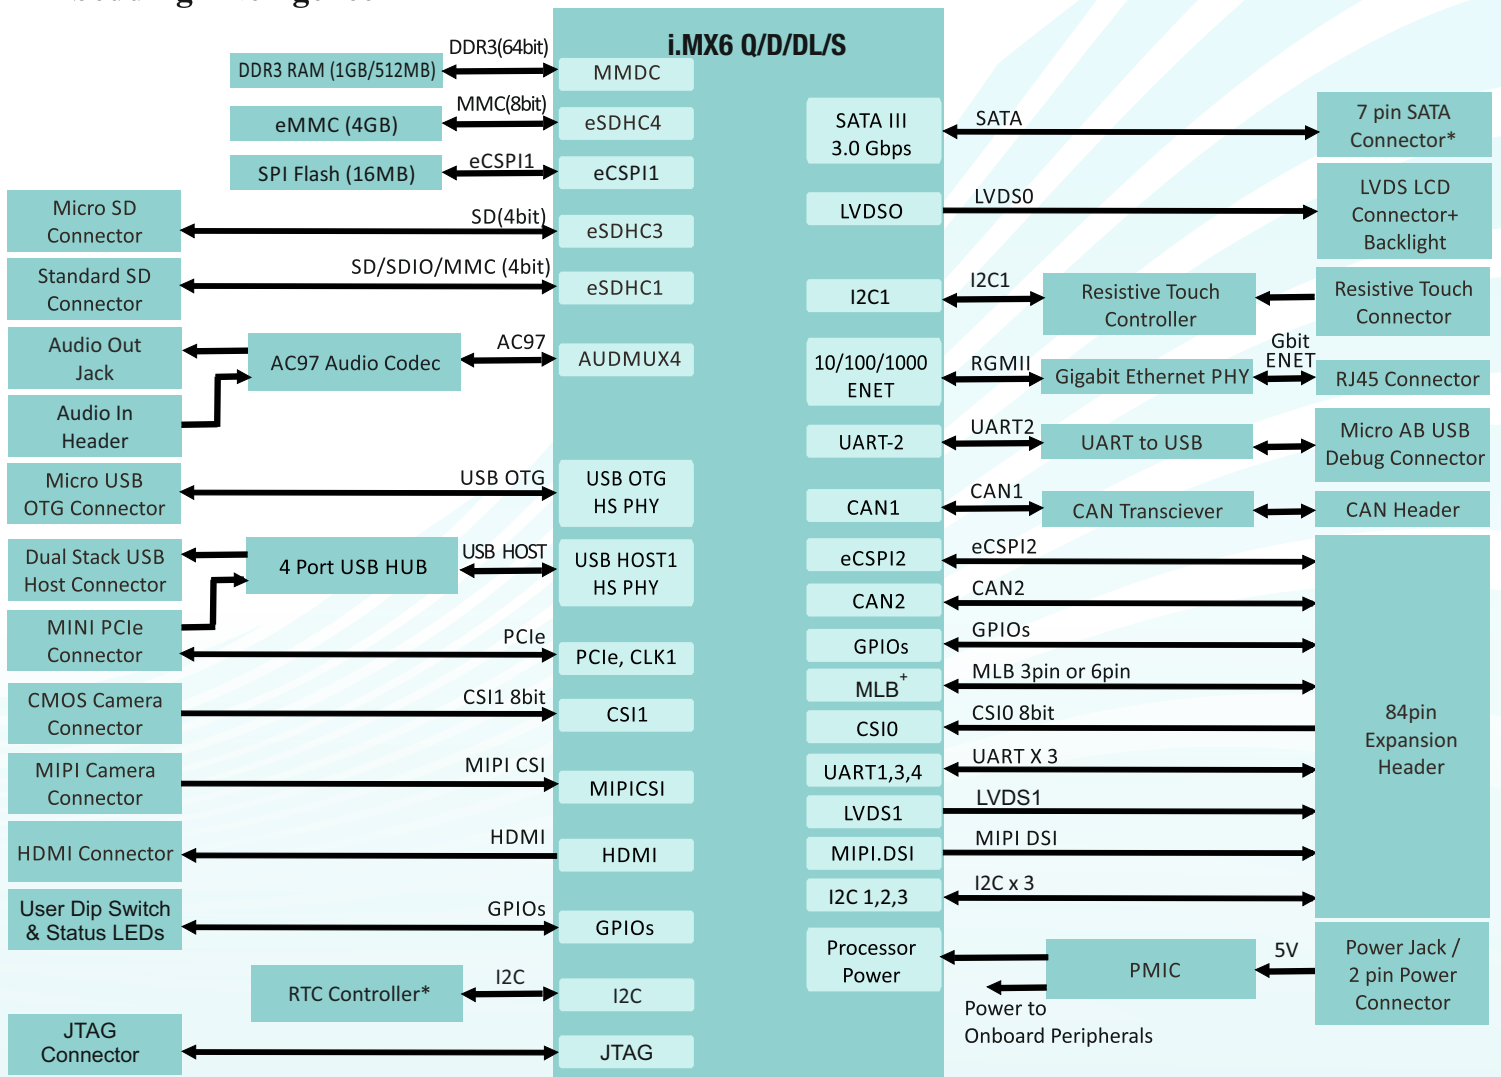 i.MX6 Q/D/DL/S
DDR3 RAM (1GB/512MB)
DDR3(64bit)
MMDC
eMMC (4GB)
MMC(8bit)
eSDHC4
SPI Flash (16MB)
eCSPI1
eCSPI1
Micro SD
Connector
SD(4bit)
eSDHC3
Standard SD
Connector
SD/SDIO/MMC (4bit)
eSDHC1
Audio Out
Jack
AC97 Audio Codec
AC97
AUDMUX4
Audio In
Header
Micro USB
OTG Connector
USB OTG
USB OTG
HS PHY
Dual Stack USB
Host Connector
4 Port USB HUB
USB HOST
USB HOST1
HS PHY
MINI PCIe
Connector
PCIe
PCIe, CLK1
CMOS Camera
Connector
CSI1 8bit
CSI1
MIPI Camera
Connector
MIPI CSI
MIPICSI
HDMI Connector
HDMI
HDMI
User Dip Switch
& Status LEDs
GPIOs
GPIOs
RTC Controller*
I2C
I2C
JTAG
Connector
JTAG
SATA III
3.0 Gbps
SATA
7 pin SATA
Connector*
LVDSO
LVDS0
LVDS LCD
Connector+
Backlight
I2C1
I2C1
Resistive Touch
Controller
Resistive Touch
Connector
10/100/1000
ENET
RGMII
Gigabit Ethernet PHY
Gbit
ENET
RJ45 Connector
UART-2
UART2
UART to USB
Micro AB USB
Debug Connector
CAN1
CAN1
CAN Transciever
CAN Header
eCSPI2
eCSPI2
CAN2
CAN2
GPIOs
GPIOs
MLB+
MLB 3pin or 6pin
CSI0
CSI0 8bit
UART1,3,4
UART X 3
LVDS1
LVDS1
MIPI.DSI
MIPI DSI
I2C 1,2,3
I2C x 3
84pin
Expansion
Header
Processor
Power
PMIC
5V
Power Jack /
2 pin Power
Connector
Power to
Onboard Peripherals